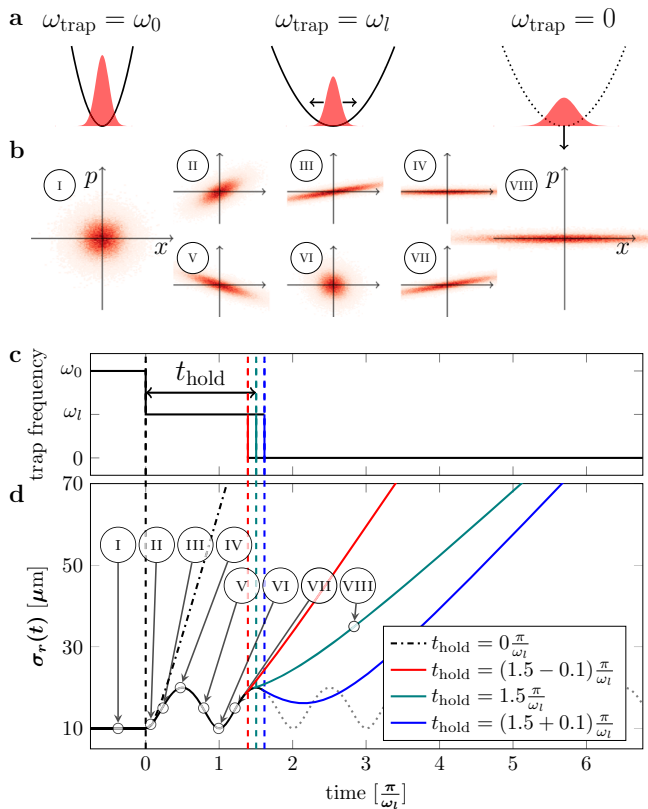 a
ω_trap = ω_0
ω_trap = ω_l
ω_trap = 0
b
I
p
x
II
III
IV
V
VI
VII
VIII
p
x
c
trap frequency
ω_0
ω_l
0
t_hold
d
σ_r(t) [μm]
70
50
30
10
I
II
III
IV
V
VI
VII
VIII
t_hold = 0 π/ω_l
t_hold = (1.5 − 0.1) π/ω_l
t_hold = 1.5 π/ω_l
t_hold = (1.5 + 0.1) π/ω_l
0 1 2 3 4 5 6
time [π/ω_l]